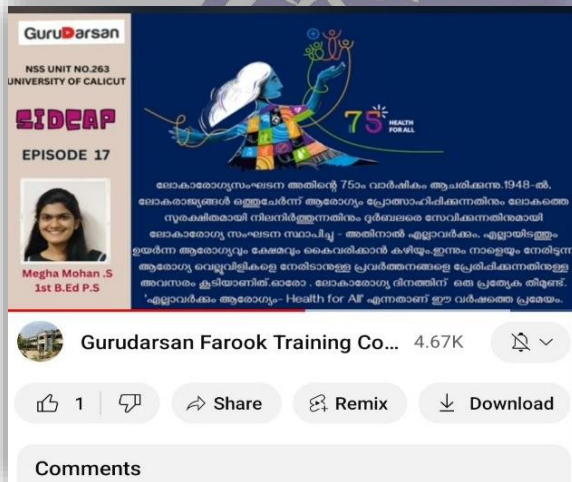 GuruDarsan
NSS UNIT NO.263
UNIVERSITY OF CALICUT
SIDCAP
EPISODE 17
Megha Mohan .S
1st B.Ed P.S
75
HEALTH
FOR ALL
ലോകാരോഗ്യസംഘടന അതിന്റെ 75ാം വാർഷികം ആചരിക്കുന്നു.1948-ൽ,
ലോകരാജ്യങ്ങൾ ഒത്തുചേർന്ന് ആരോഗ്യം പ്രോത്സാഹിപ്പിക്കുന്നതിനും ലോകത്തെ
സുരക്ഷിതമായി നിലനിർത്തുന്നതിനും ദുർബലരെ സേവിക്കുന്നതിനുമായി
ലോകാരോഗ്യ സംഘടന സ്ഥാപിച്ചു - അതിനാൽ എല്ലാവർക്കും, എല്ലായിടത്തും
ഉയർന്ന ആരോഗ്യവും ക്ഷേമവും കൈവരിക്കാൻ കഴിയും.ഇന്നും നാളെയും നേരിടുന്ന
ആരോഗ്യ വെല്ലുവിളികളെ നേരിടാനുള്ള പ്രവർത്തനങ്ങളെ പ്രേരിപ്പിക്കുന്നതിനുള്ള
അവസരം കൂടിയാണിത്.ഓരോ . ലോകാരോഗ്യ ദിനത്തിന് ഒരു പ്രത്യേക തീമുണ്ട്.
'എല്ലാവർക്കും ആരോഗ്യം- Health for All' എന്നതാണ് ഈ വർഷത്തെ പ്രമേയം.
Gurudarsan Farook Training Co... 4.67K
1 Share Remix Download
Comments